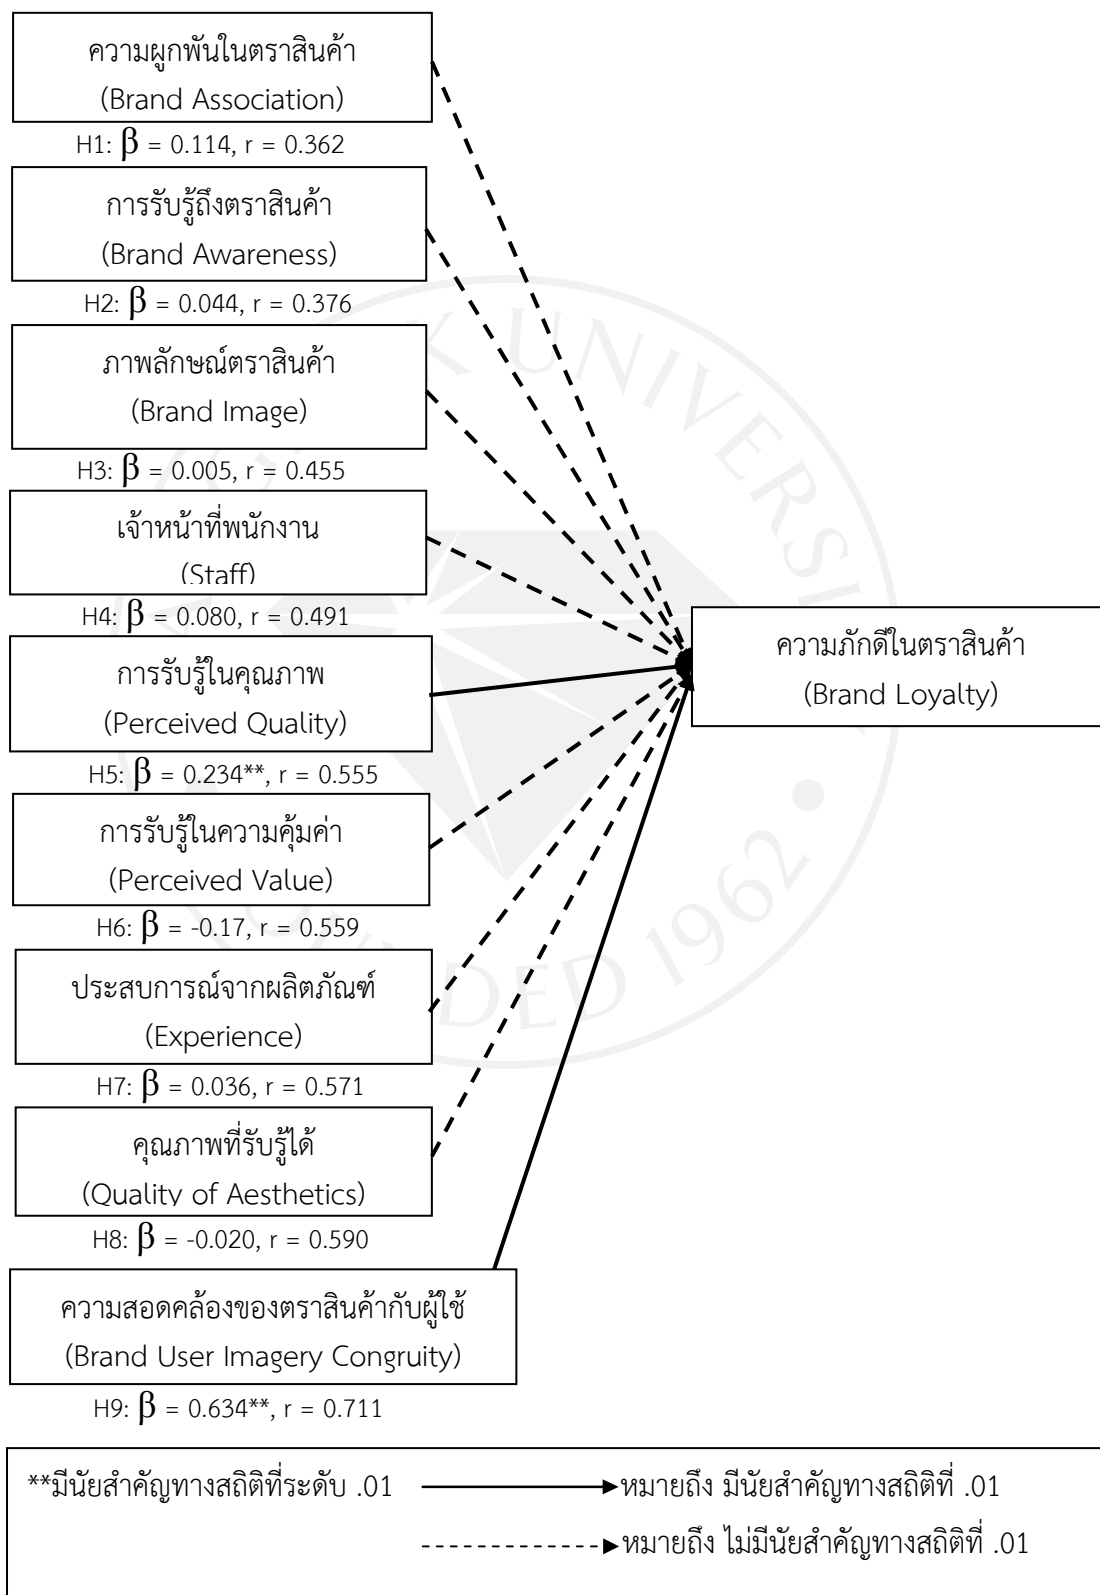 ความผูกพันในตราสินค้า
(Brand Association)
H1: β = 0.114, r = 0.362
การรับรู้ถึงตราสินค้า
(Brand Awareness)
H2: β = 0.044, r = 0.376
ภาพลักษณ์ตราสินค้า
(Brand Image)
H3: β = 0.005, r = 0.455
เจ้าหน้าที่พนักงาน
(Staff)
H4: β = 0.080, r = 0.491
ความภักดีในตราสินค้า
(Brand Loyalty)
การรับรู้ในคุณภาพ
(Perceived Quality)
H5: β = 0.234**, r = 0.555
การรับรู้ในความคุ้มค่า
(Perceived Value)
H6: β = -0.17, r = 0.559
ประสบการณ์จากผลิตภัณฑ์
(Experience)
H7: β = 0.036, r = 0.571
คุณภาพที่รับรู้ได้
(Quality of Aesthetics)
H8: β = -0.020, r = 0.590
ความสอดคล้องของตราสินค้ากับผู้ใช้
(Brand User Imagery Congruity)
H9: β = 0.634**, r = 0.711
**มีนัยสำคัญทางสถิติที่ระดับ .01 หมายถึง มีนัยสำคัญทางสถิติที่ .01
หมายถึง ไม่มีนัยสำคัญทางสถิติที่ .01
UNIVERSI
1962